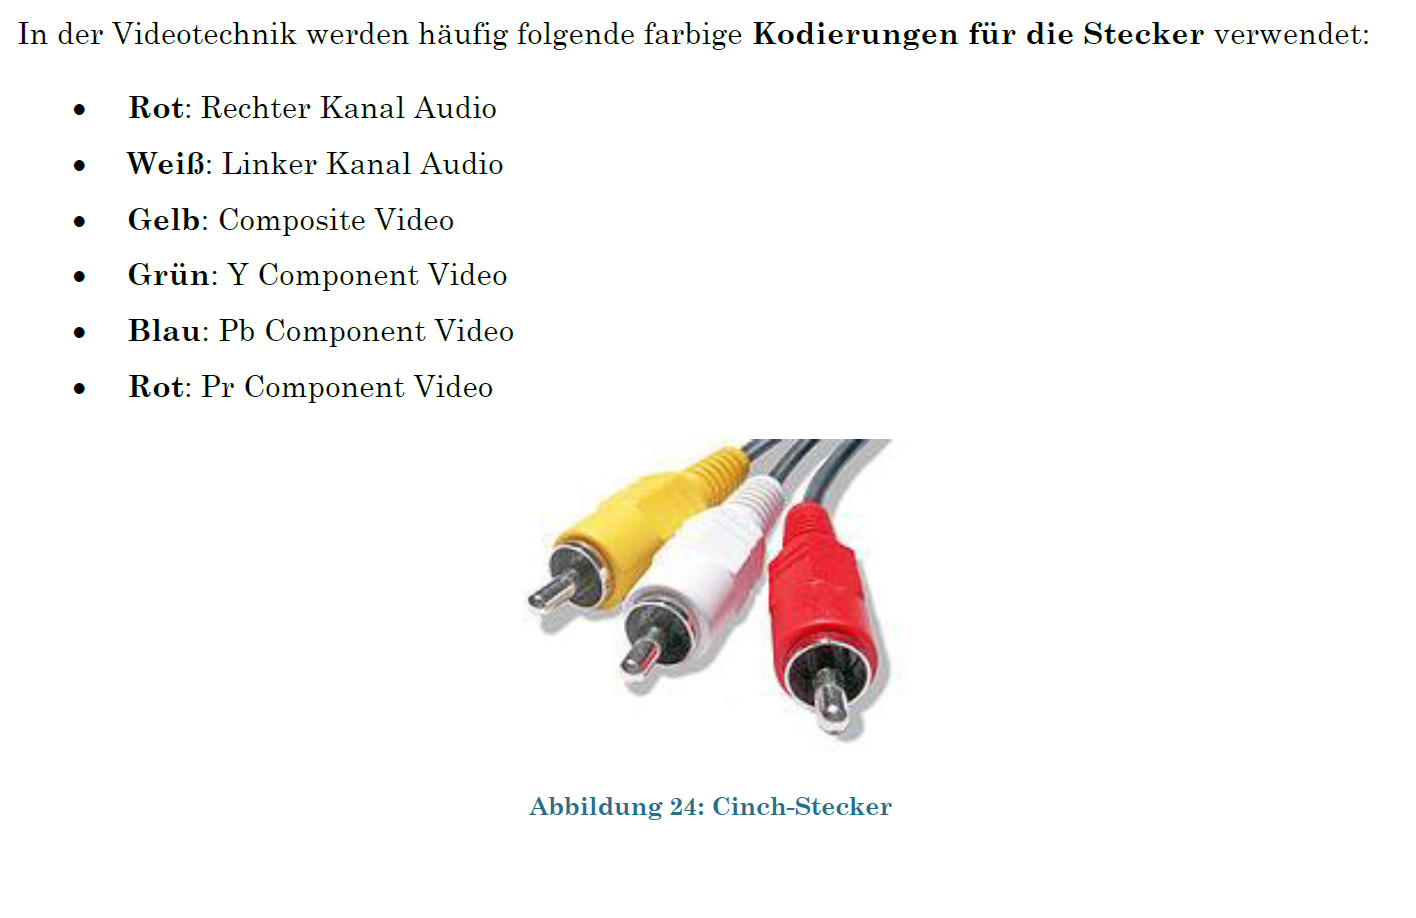 In der Videotechnik werden häufig folgende farbige Kodierungen für die Stecker verwendet:
• Rot: Rechter Kanal Audio
• Weiß: Linker Kanal Audio
• Gelb: Composite Video
• Grün: Y Component Video
• Blau: Pb Component Video
• Rot: Pr Component Video
Abbildung 24: Cinch-Stecker